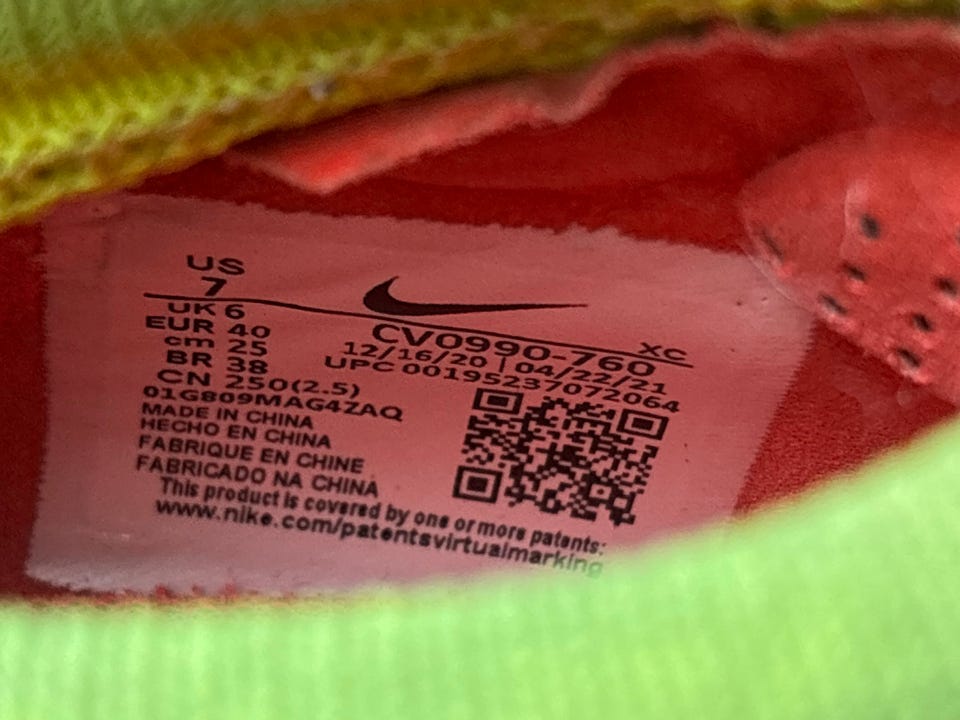 US
7
UK 6
EUR 40
cm 25
BR 38
CN 250(2.5)
01G809MAG4ZAQ
MADE IN CHINA
HECHO EN CHINA
FABRIQUE EN CHINE
FABRICADO NA CHINA
XC
CV0990-760
12/16/20 | 04/22/21
UPC 00195237072064
This product is covered by one or more patents:
www.nike.com/patentsvirtualmarking